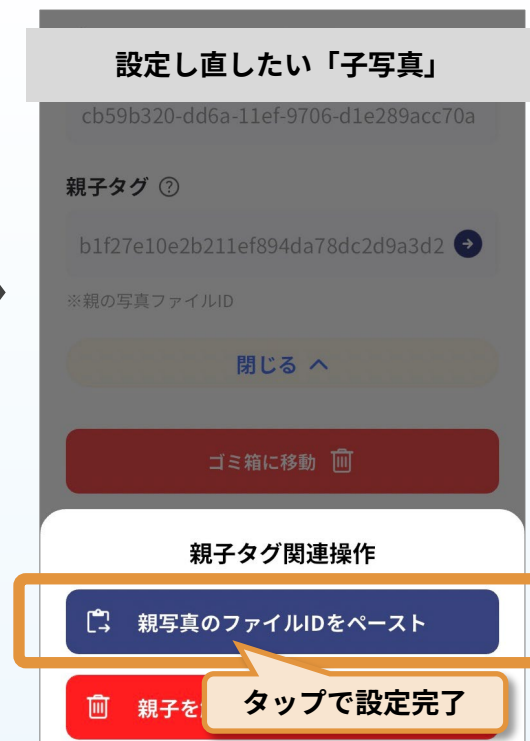 設定し直したい「子写真」
cb59b320-dd6a-11ef-9706-d1e289acc70a
親子タグ ?
b1f27e10e2b211ef894da78dc2d9a3d2
※親の写真ファイルID
閉じる
ゴミ箱に移動
親子タグ関連操作
親写真のファイルIDをペースト
親子を
タップで設定完了